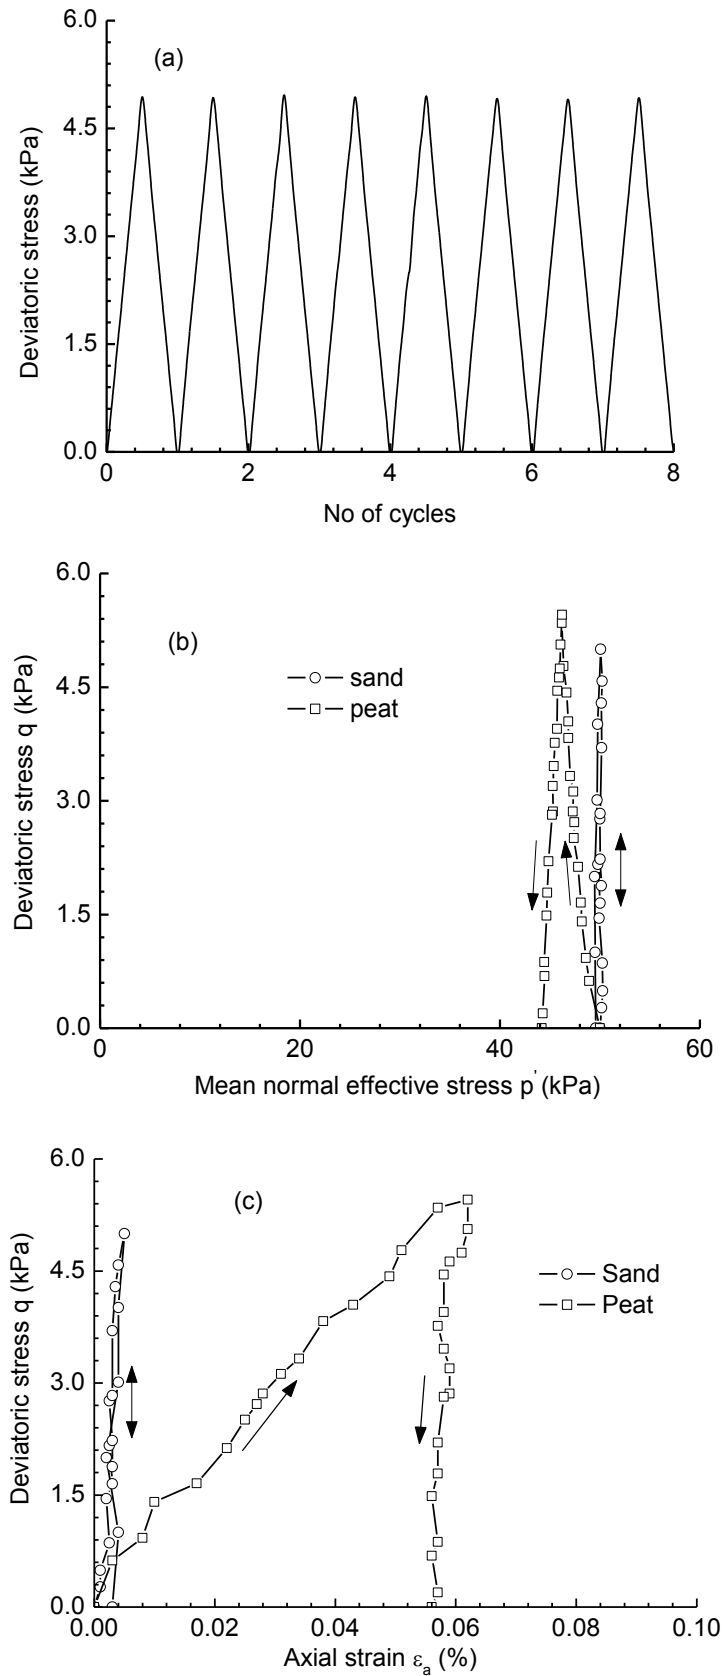 6.0
(a)
4.5
3.0
1.5
0.0
Deviatoric stress (kPa)
0 2 4 6 8
No of cycles
6.0
(b)
sand
peat
4.5
3.0
1.5
0.0
Deviatoric stress q (kPa)
0 20 40 60
Mean normal effective stress p' (kPa)
6.0
(c)
Sand
Peat
4.5
3.0
1.5
0.0
Deviatoric stress q (kPa)
0.00 0.02 0.04 0.06 0.08 0.10
Axial strain εa (%)